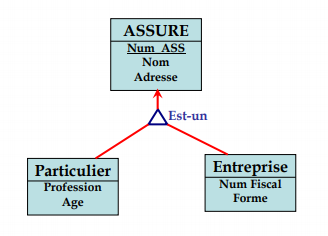 ASSURE
Num_ASS
Nom
Adresse
Est-un
Particulier
Profession
Age
Entreprise
Num Fiscal
Forme